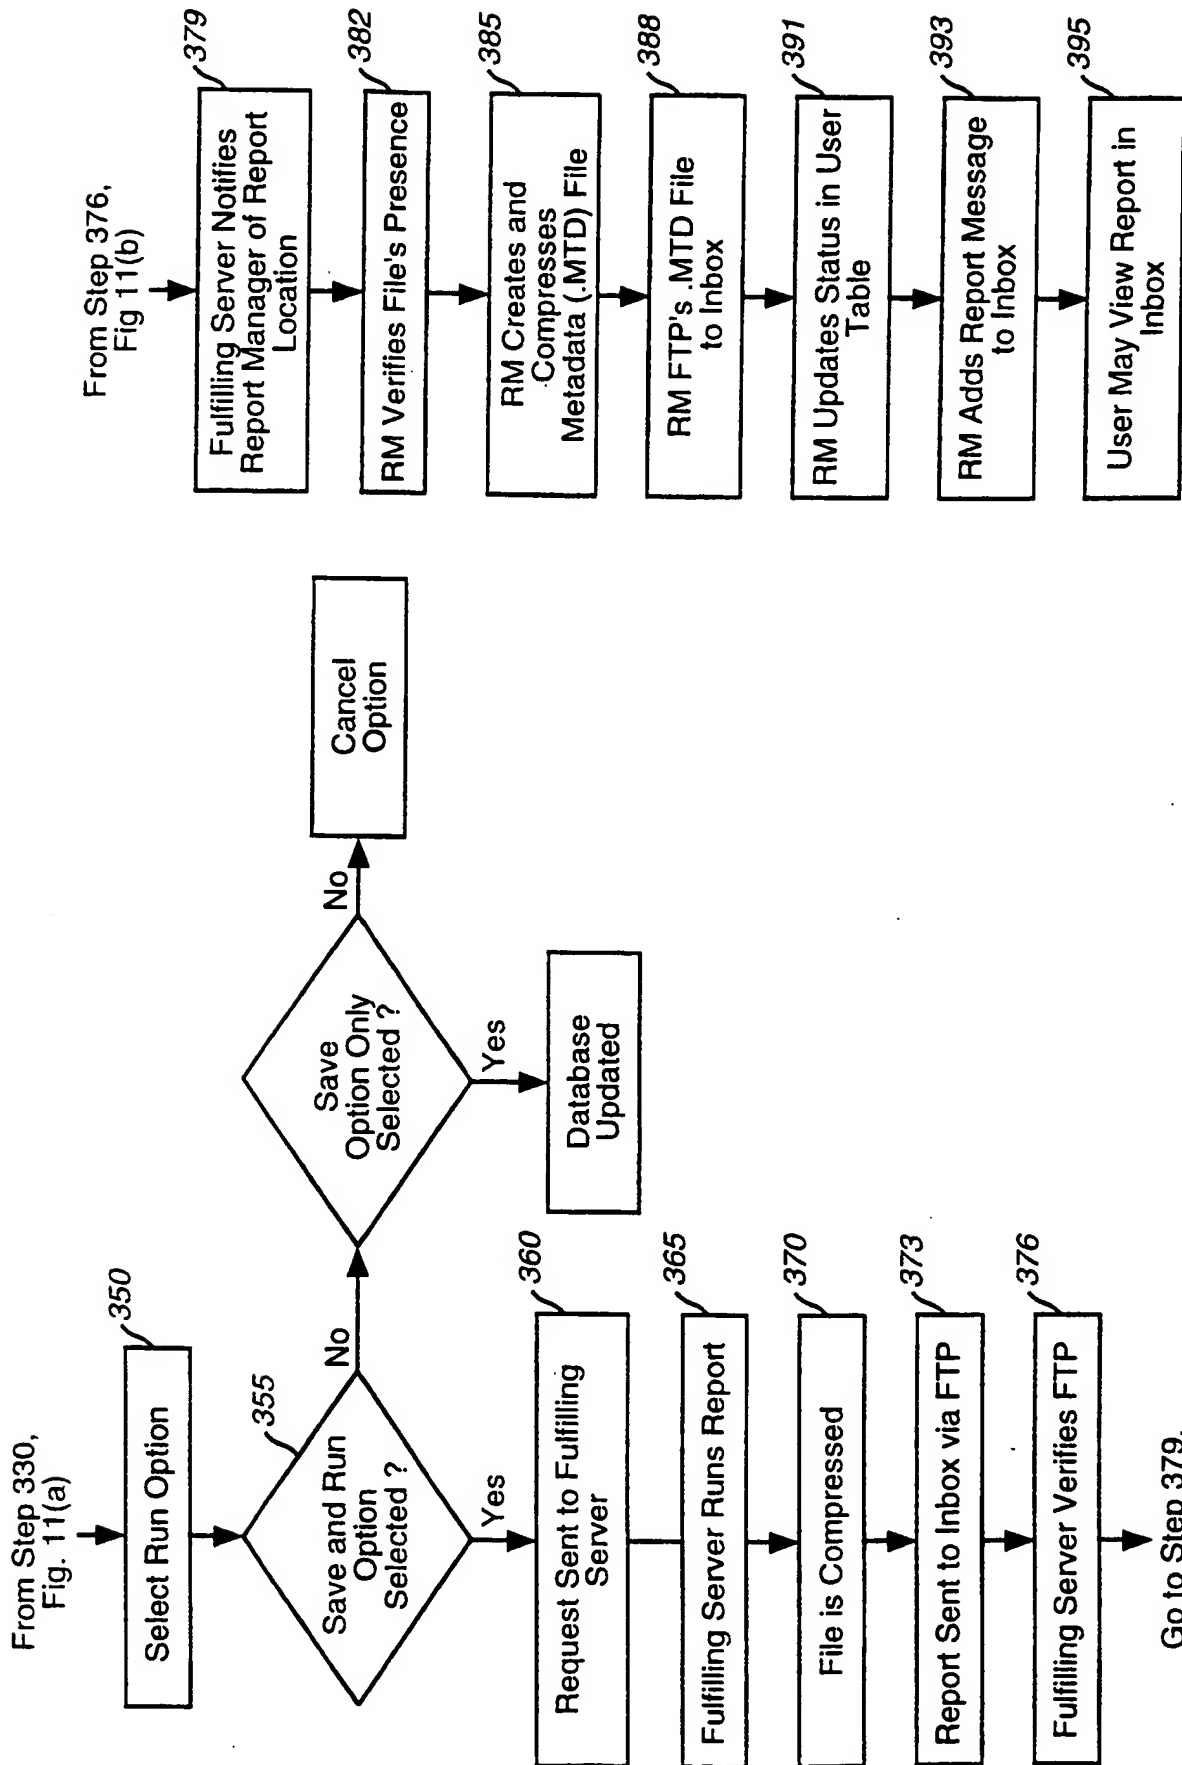 From Step 330,
Fig. 11(a)
350
Select Run Option
355
Save and Run
Option
Selected ?
No
Yes
Save
Option Only
Selected ?
No
Yes
Cancel
Option
Database
Updated
360
Request Sent to Fulfilling
Server
365
Fulfilling Server Runs Report
370
File is Compressed
373
Report Sent to Inbox via FTP
376
Fulfilling Server Verifies FTP
Go to Step 379,
From Step 376,
Fig 11(b)
379
Fulfilling Server Notifies
Report Manager of Report
Location
382
RM Verifies File's Presence
385
RM Creates and
Compresses
Metadata (.MTD) File
388
RM FTP's .MTD File
to Inbox
391
RM Updates Status in User
Table
393
RM Adds Report Message
to Inbox
395
User May View Report in
Inbox